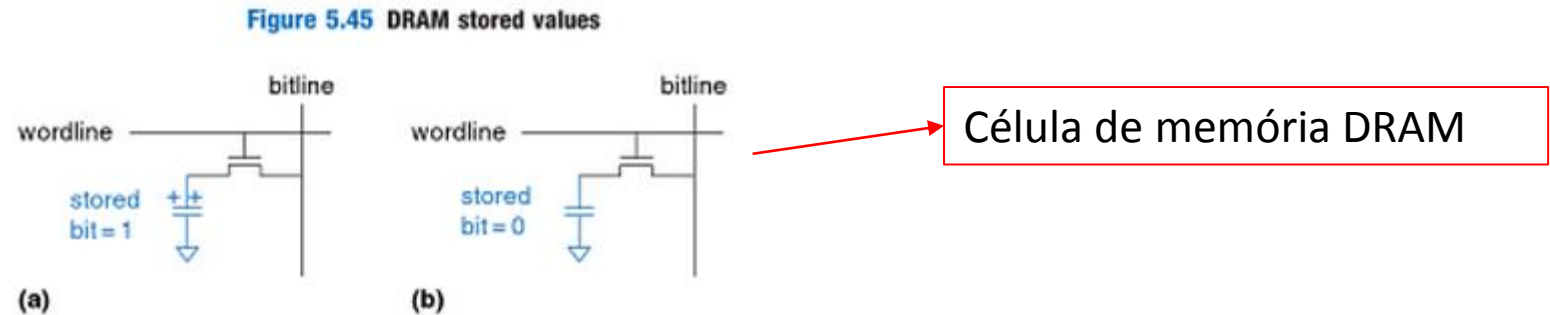 Figure 5.45 DRAM stored values
bitline
wordline
stored
bit = 1
++
(a)
bitline
wordline
stored
bit = 0
(b)
Célula de memória DRAM